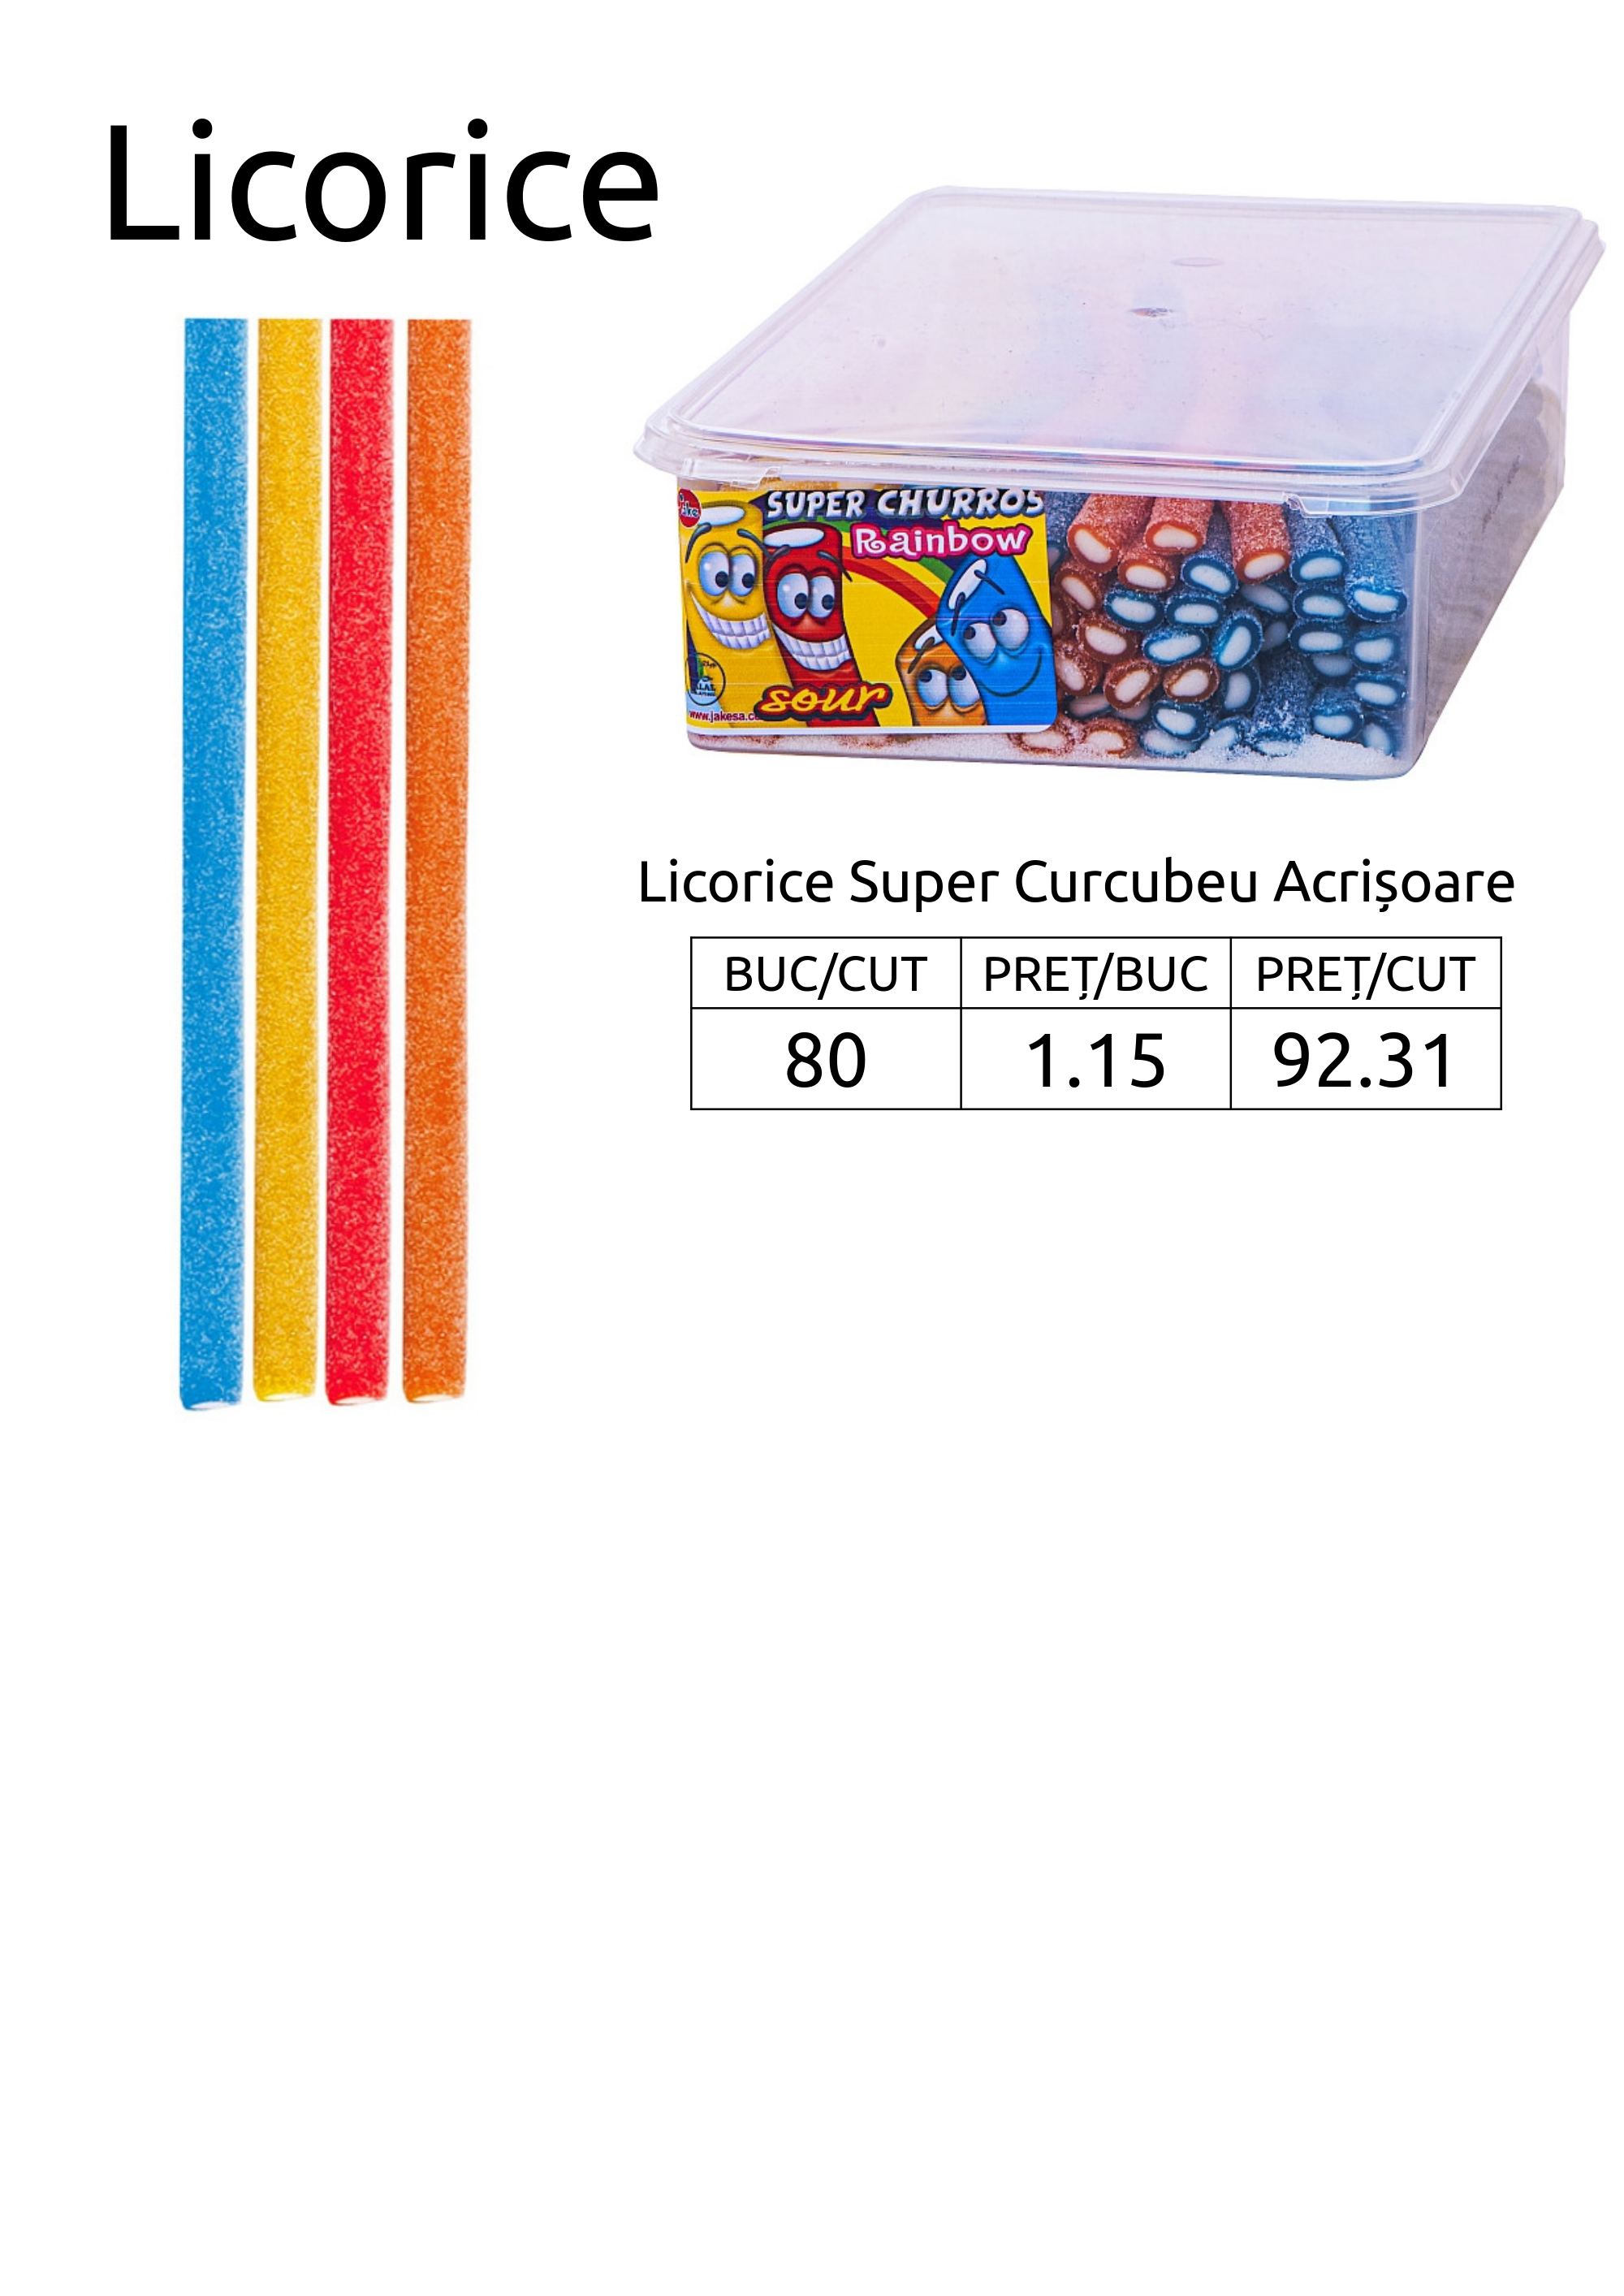 Licorice
Jake
SUPER CHURROS
Rainbow
sour
www.jakesa.c
Licorice Super Curcubeu Acrișoare
BUC/CUT PREȚ/BUC PREȚ/CUT
80 1.15 92.31